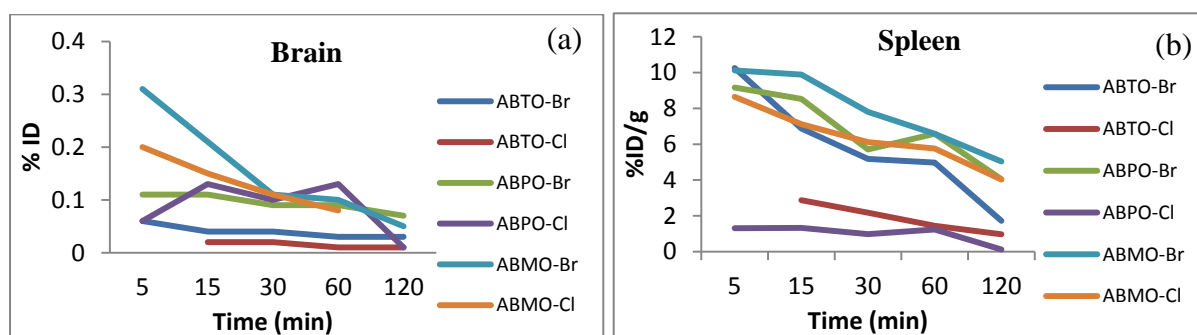 Brain
(a)
% ID
0.4
0.3
0.2
0.1
0
5 15 30 60 120
Time (min)
ABTO-Br
ABTO-Cl
ABPO-Br
ABPO-Cl
ABMO-Br
ABMO-Cl
Spleen
(b)
%ID/g
12
10
8
6
4
2
0
5 15 30 60 120
Time (min)
ABTO-Br
ABTO-Cl
ABPO-Br
ABPO-Cl
ABMO-Br
ABMO-Cl